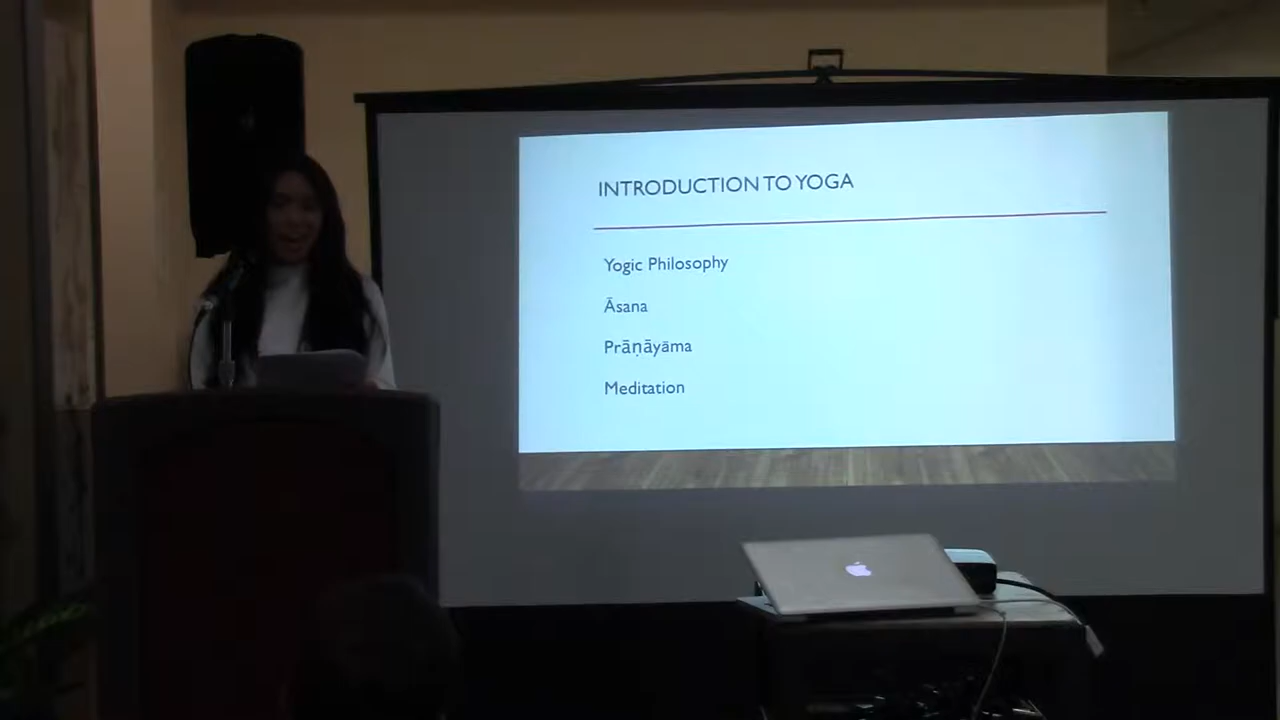 INTRODUCTION TO YOGA
Yogic Philosophy
Āsana
Prāṇāyāma
Meditation